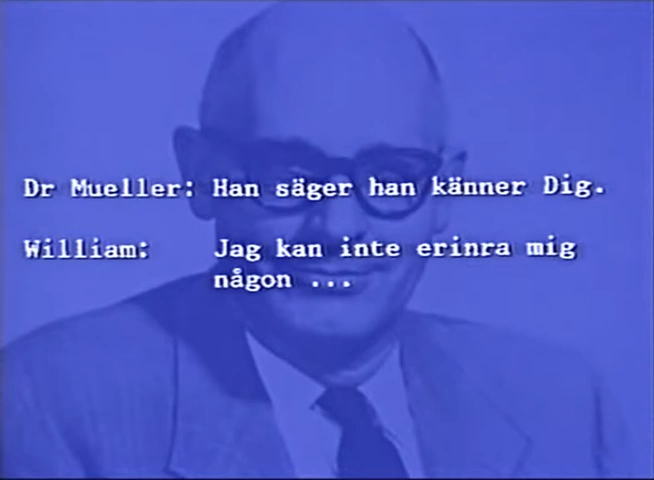 Dr Mueller: Han säger han känner Dig.
William: Jag kan inte erinra mig
någon ...